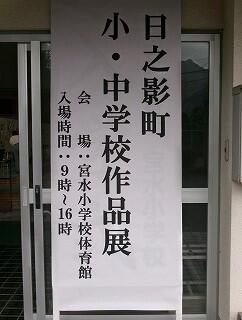 日之影町
小・中学校作品展
会　場：宮水小学校体育館
入場時間：９時～16時